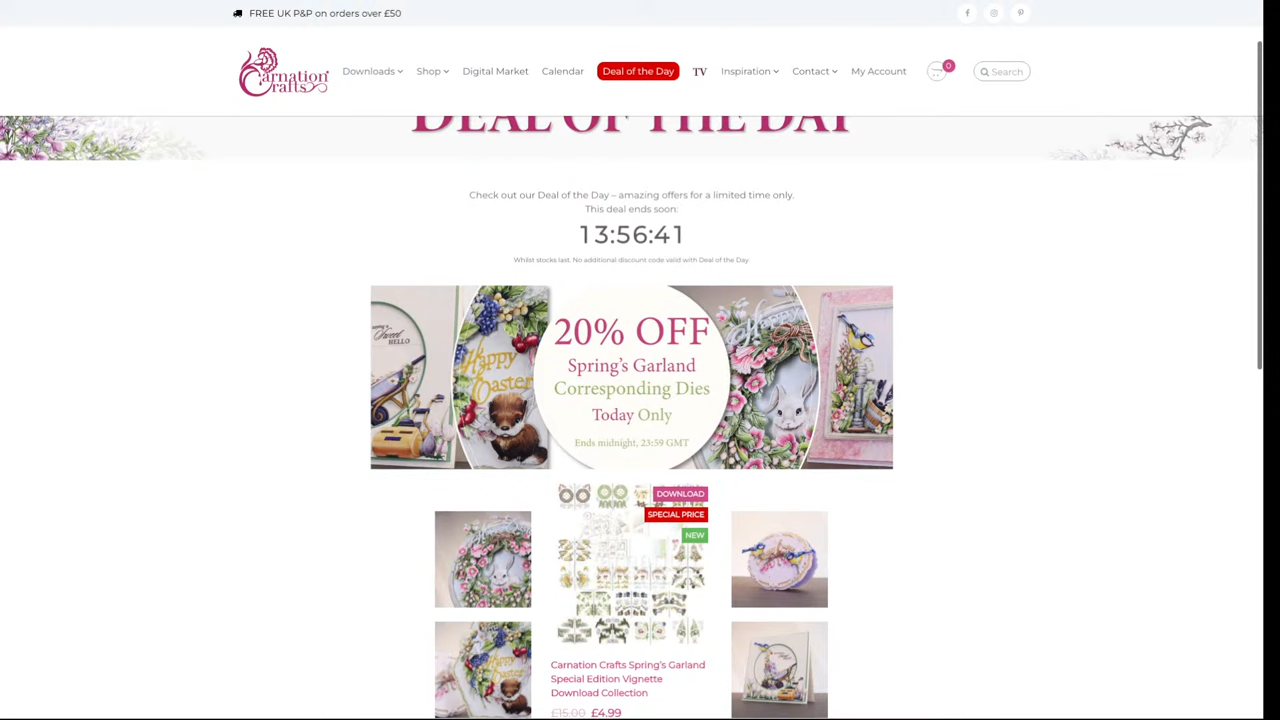 FREE UK P&P on orders over £50
Carnation Crafts
Downloads Shop Digital Market Calendar Deal of the Day TV Inspiration Contact My Account 0 Search
DEAL OF THE DAY
Check out our Deal of the Day – amazing offers for a limited time only.
This deal ends soon:
13:56:41
Whilst stocks last. No additional discount code valid with Deal of the Day.
Sweet
HELLO
Happy
Easter
20% OFF
Spring's Garland
Corresponding Dies
Today Only
Ends midnight, 23:59 GMT
DOWNLOAD
SPECIAL PRICE
NEW
Happy
Easter
Carnation Crafts Spring's Garland
Special Edition Vignette
Download Collection
£15.00 £4.99